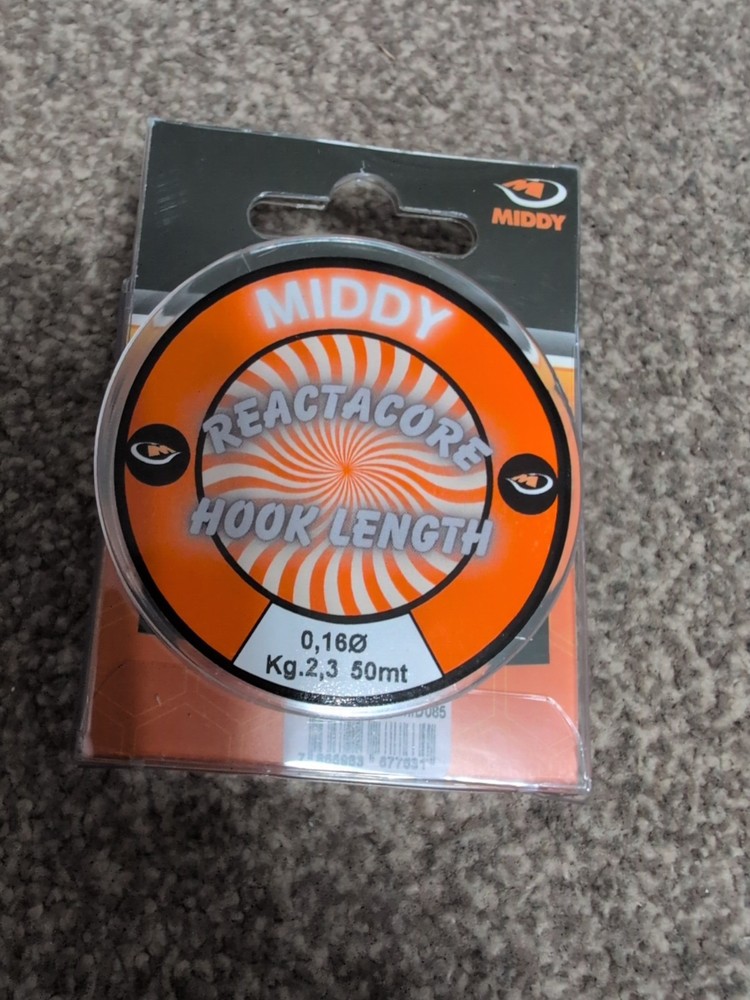 MIDDY
MIDDY
REACTACORE
HOOK LENGTH
0,16Ø
Kg.2,3 50mt